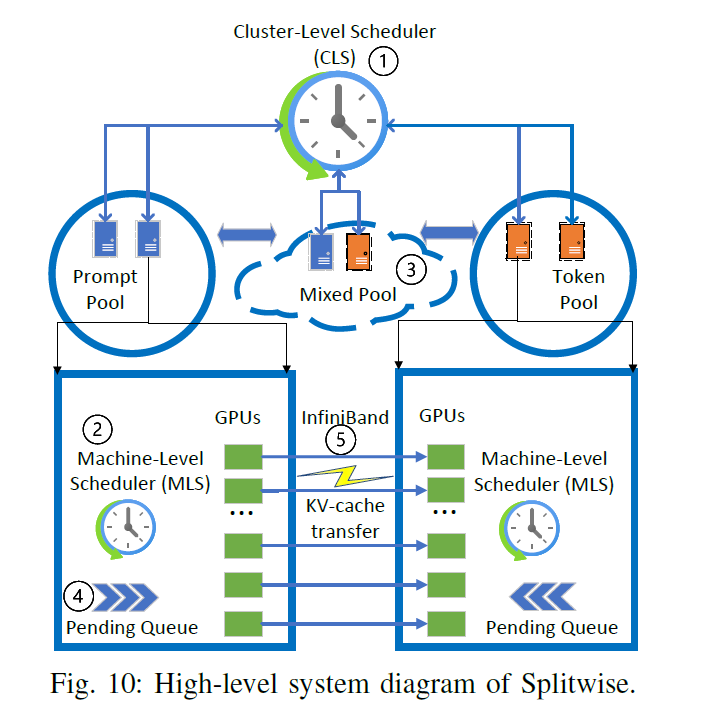 Cluster-Level Scheduler
(CLS) 1
Prompt
Pool
Mixed Pool
3
Token
Pool
2
GPUs
Machine-Level
Scheduler (MLS)
...
4
Pending Queue
InfiniBand
5
KV-cache
transfer
GPUs
Machine-Level
Scheduler (MLS)
...
Pending Queue
Fig. 10: High-level system diagram of Splitwise.